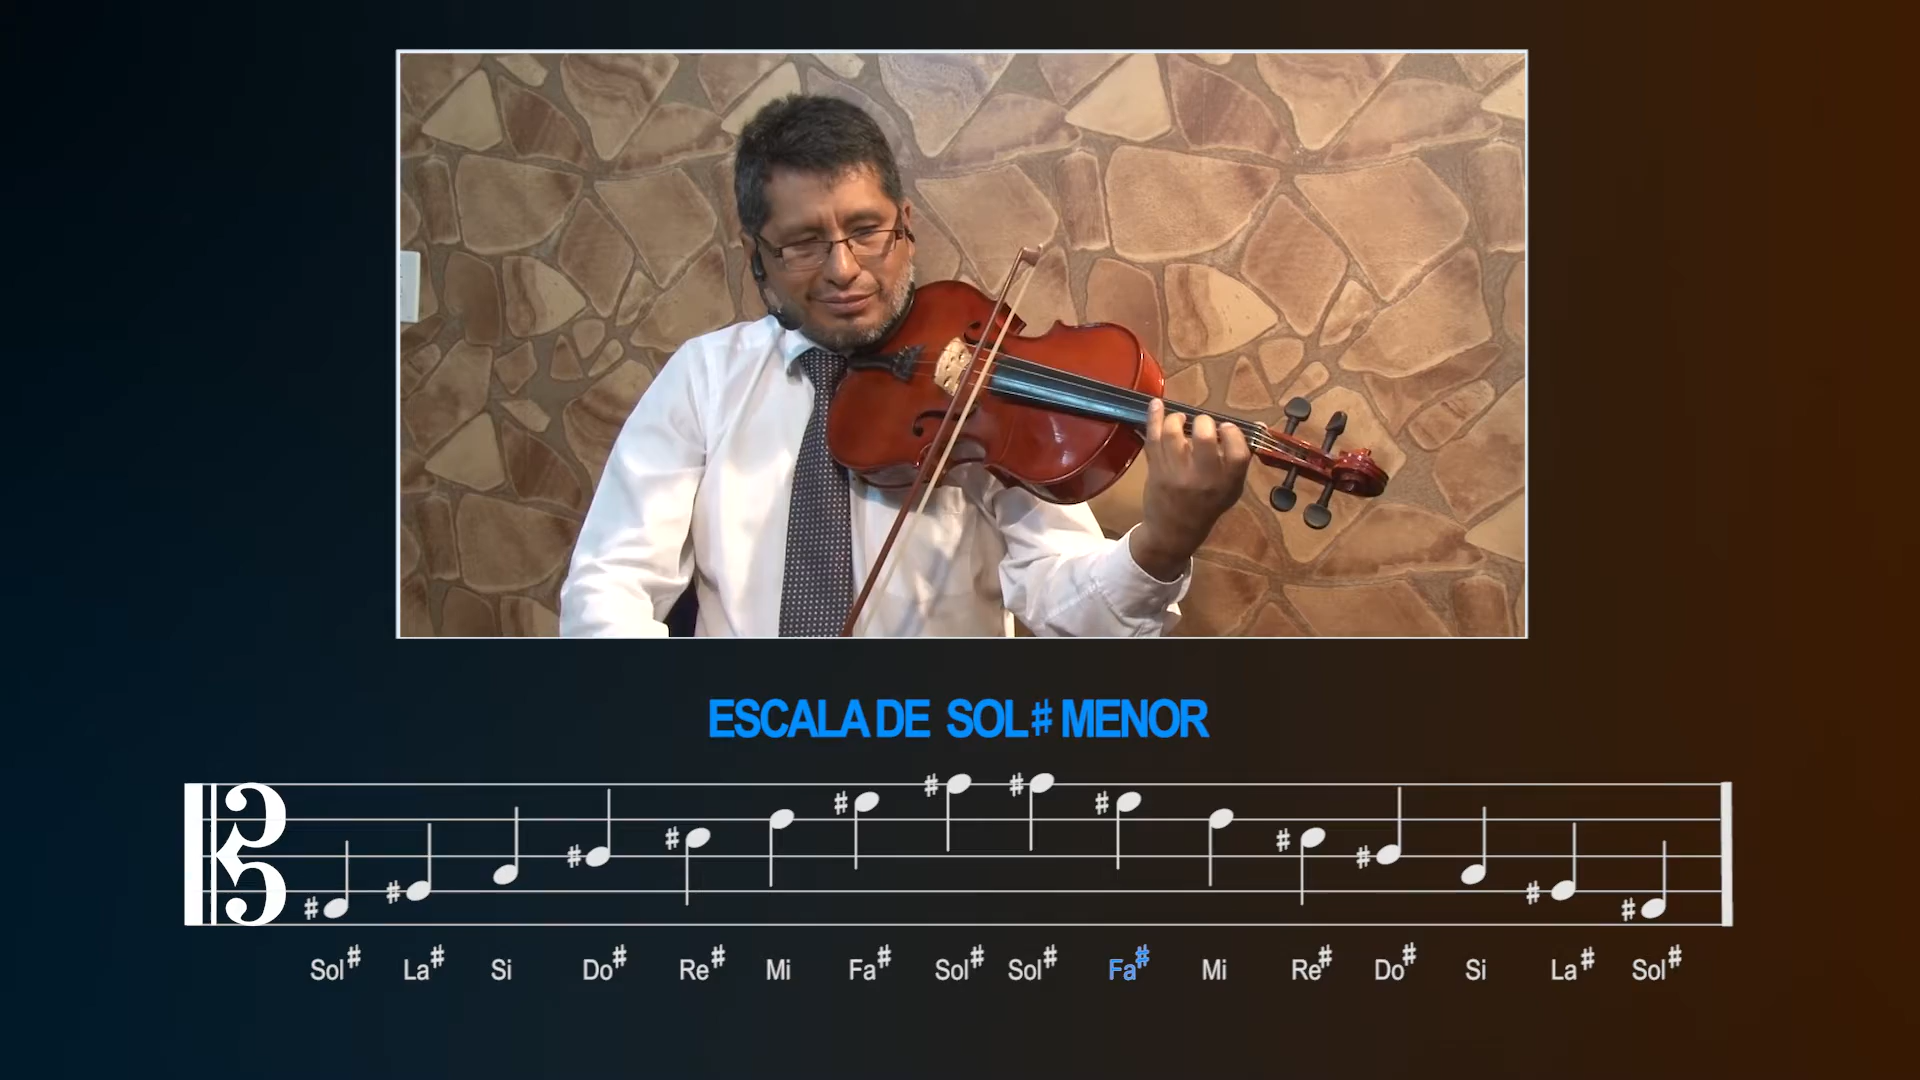 ESCALA DE SOL# MENOR
Sol# La# Si Do# Re# Mi Fa# Sol# Sol# Fa# Mi Re# Do# Si La# Sol#